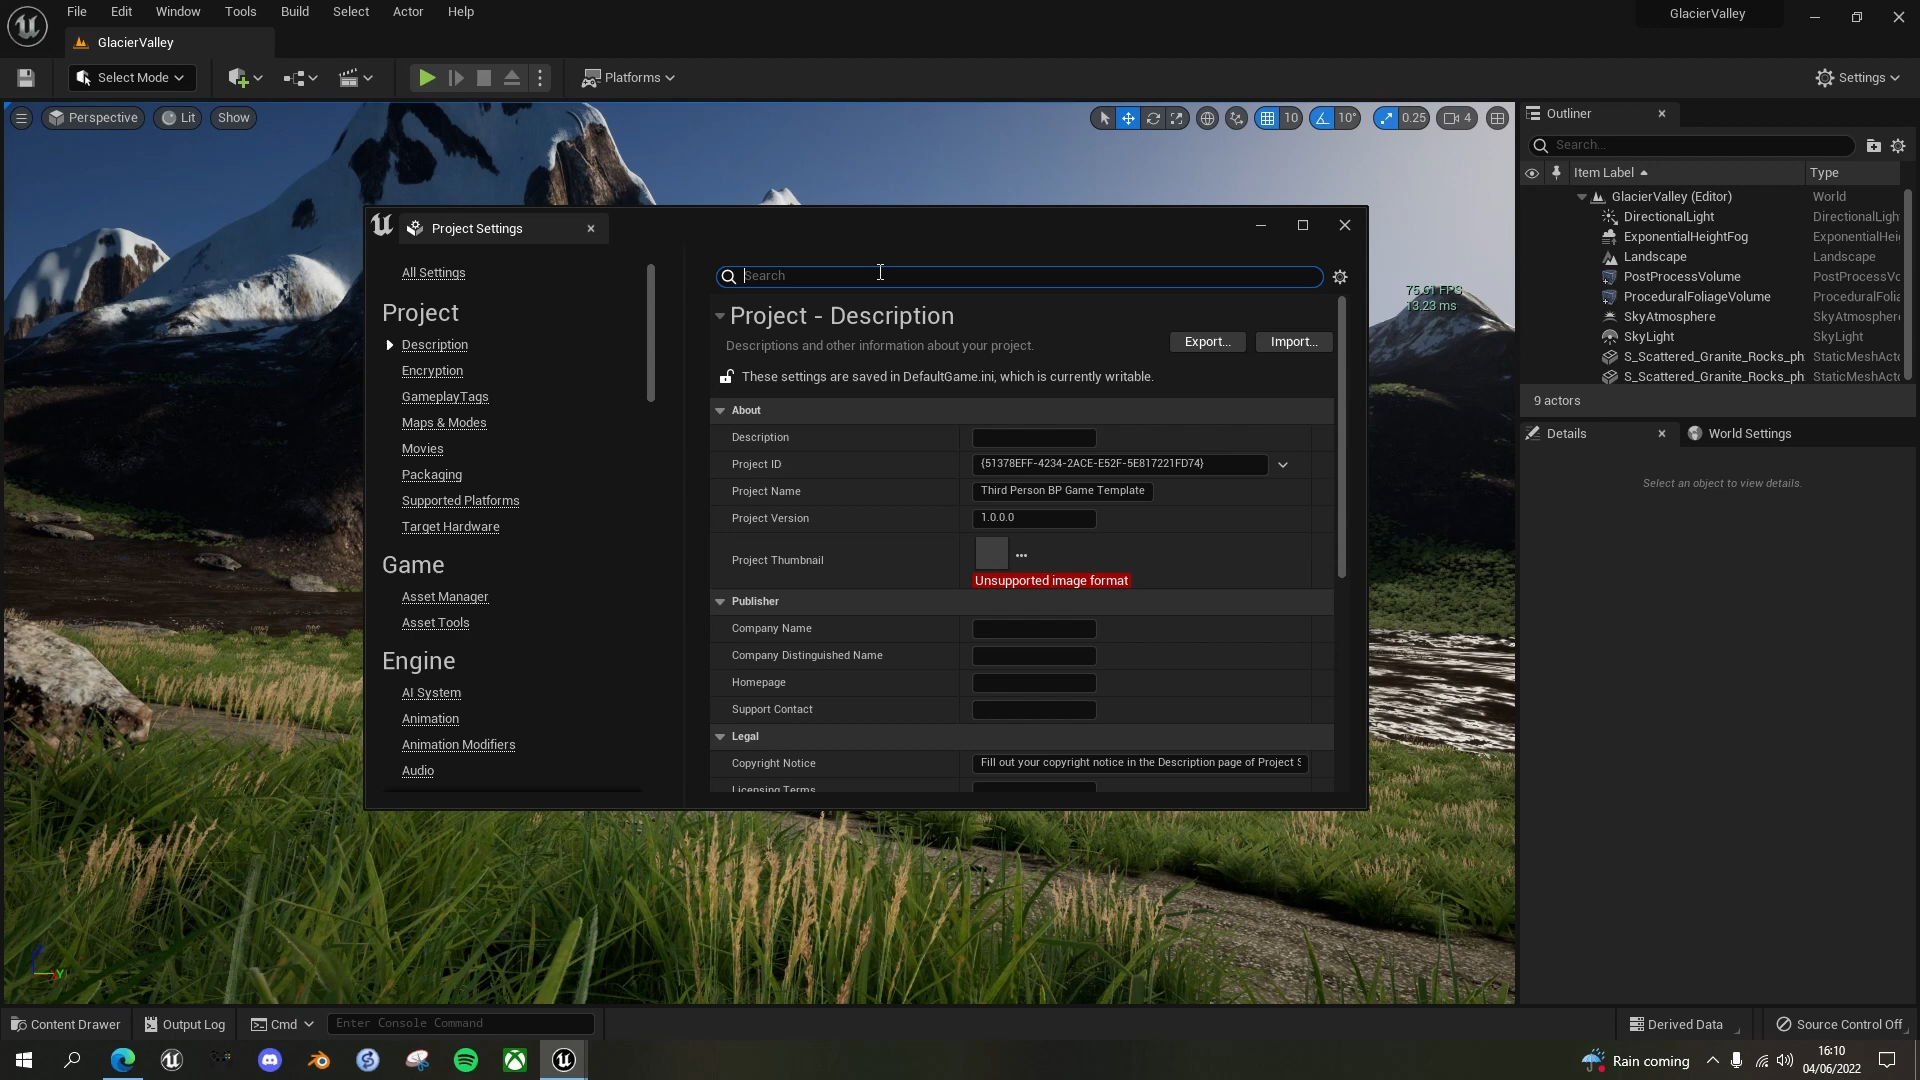 File Edit Window Tools Build Select Actor Help
GlacierValley
GlacierValley
Select Mode
Platforms
Settings
Perspective
Lit
Show
10
10°
0.25
4
75.61 FPS
13.23 ms
Project Settings
All Settings
Project
Description
Encryption
GameplayTags
Maps & Modes
Movies
Packaging
Supported Platforms
Target Hardware
Game
Asset Manager
Asset Tools
Engine
AI System
Animation
Animation Modifiers
Audio
Search
Project - Description
Descriptions and other information about your project.
Export...
Import...
These settings are saved in DefaultGame.ini, which is currently writable.
About
Description
Project ID {51378EFF-4234-2ACE-E52F-5E817221FD74}
Project Name Third Person BP Game Template
Project Version 1.0.0.0
Project Thumbnail
Unsupported image format
Publisher
Company Name
Company Distinguished Name
Homepage
Support Contact
Legal
Copyright Notice Fill out your copyright notice in the Description page of Project S
Licensing Terms
Outliner
Search...
Item Label Type
GlacierValley (Editor) World
DirectionalLight DirectionalLigh
ExponentialHeightFog ExponentialHei
Landscape Landscape
PostProcessVolume PostProcessVo
ProceduralFoliageVolume ProceduralFolia
SkyAtmosphere SkyAtmosphere
SkyLight SkyLight
S_Scattered_Granite_Rocks_ph StaticMeshActo
S_Scattered_Granite_Rocks_ph StaticMeshActo
9 actors
Details
World Settings
Select an object to view details.
Y
Content Drawer
Output Log
Cmd
Enter Console Command
Derived Data
Source Control Off
Rain coming
16:10
04/06/2022